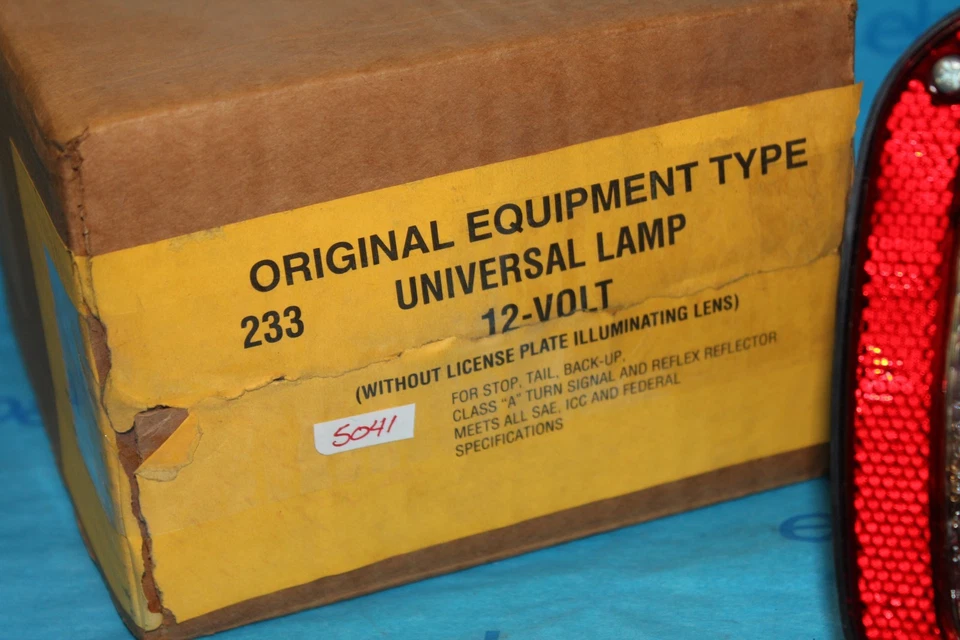 ORIGINAL EQUIPMENT TYPE
233 UNIVERSAL LAMP
12-VOLT
(WITHOUT LICENSE PLATE ILLUMINATING LENS)
FOR STOP, TAIL, BACK-UP,
CLASS "A" TURN SIGNAL AND REFLEX REFLECTOR
MEETS ALL SAE, ICC AND FEDERAL
SPECIFICATIONS
5041